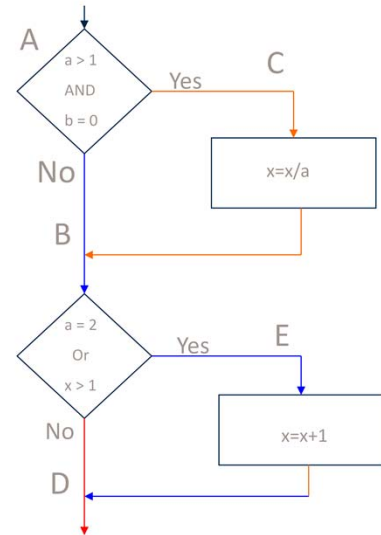 A
a > 1
AND
b = 0
Yes
C
x=x/a
No
B
a = 2
Or
x > 1
Yes
E
x=x+1
No
D